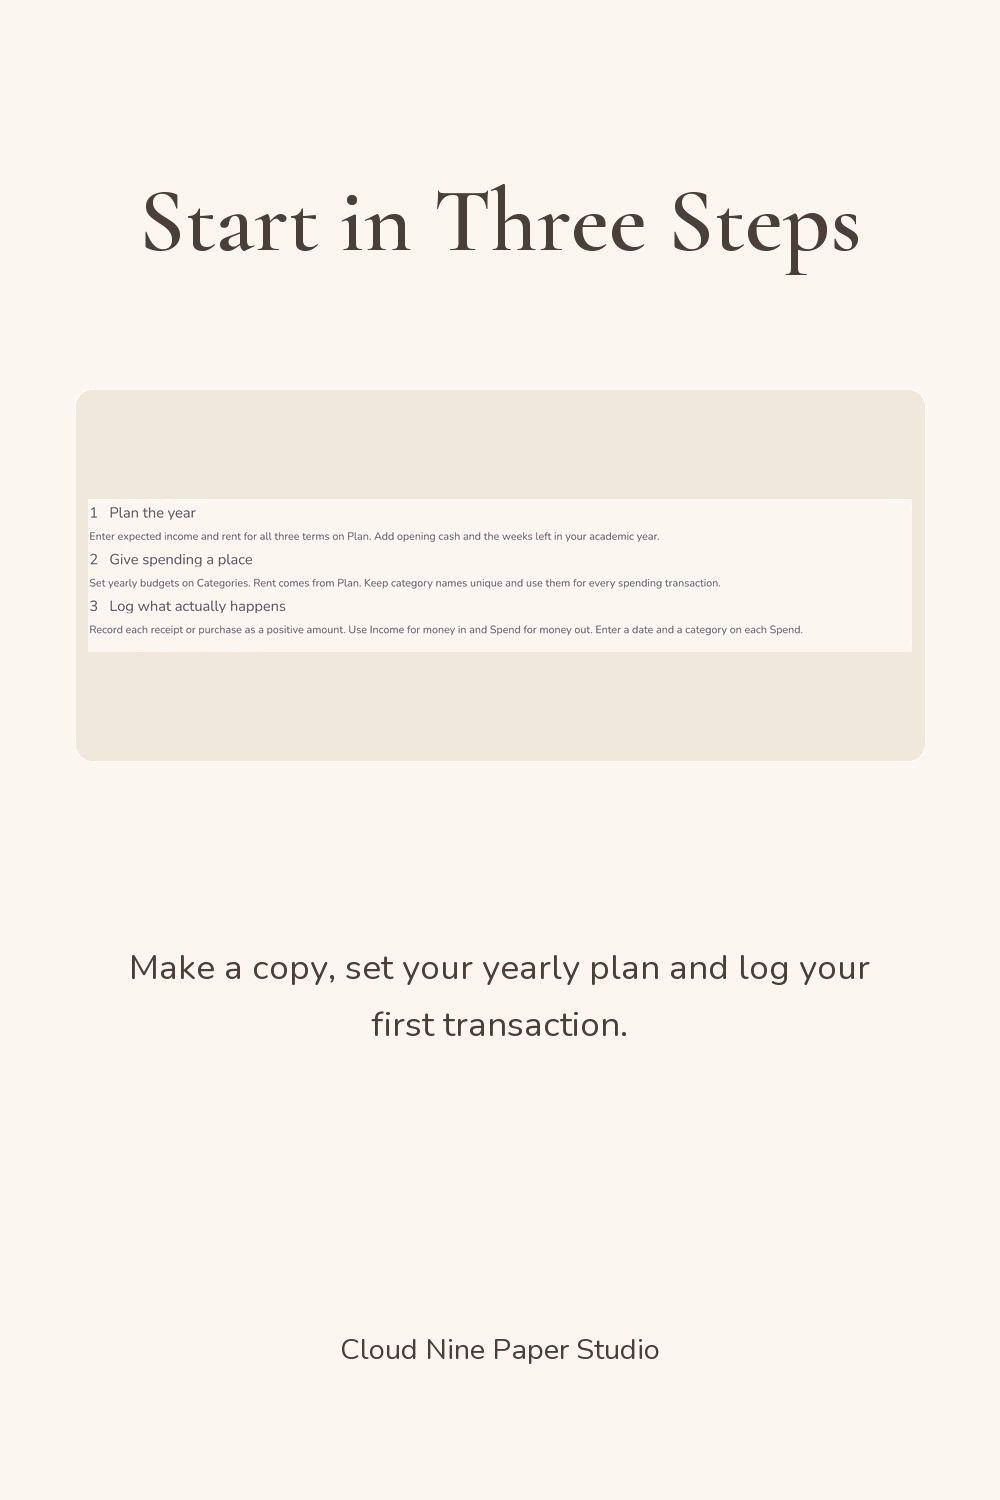 Start in Three Steps
1 Plan the year
Enter expected income and rent for all three terms on Plan. Add opening cash and the weeks left in your academic year.
2 Give spending a place
Set yearly budgets on Categories. Rent comes from Plan. Keep category names unique and use them for every spending transaction.
3 Log what actually happens
Record each receipt or purchase as a positive amount. Use Income for money in and Spend for money out. Enter a date and a category on each Spend.
Make a copy, set your yearly plan and log your
first transaction.
Cloud Nine Paper Studio